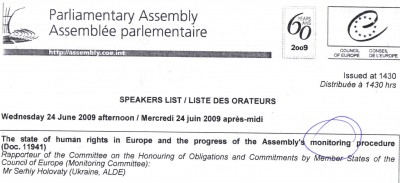 Parliamentary Assembly
Assemblée parlementaire
http://assembly.coe.int
60 YEARS ANS
2009
COUNCIL OF EUROPE
CONSEIL DE L'EUROPE
Issued at 1430
Distribuée à 1430 hrs
SPEAKERS LIST / LISTE DES ORATEURS
Wednesday 24 June 2009 afternoon / Mercredi 24 juin 2009 après-midi
The state of human rights in Europe and the progress of the Assembly's monitoring procedure
(Doc. 11941)
Rapporteur of the Committee on the Honouring of Obligations and Commitments by Member States of the
Council of Europe (Monitoring Committee):
Mr Serhiy Holovaty (Ukraine, ALDE)